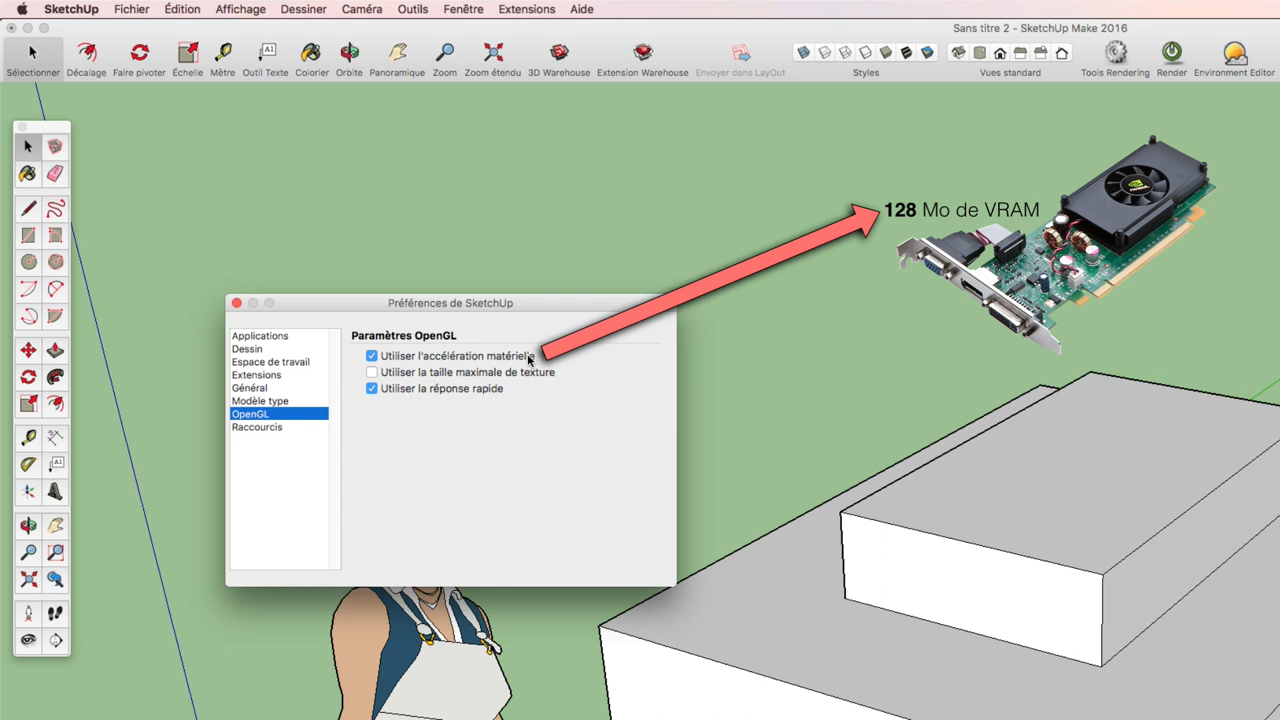 SketchUp Fichier Édition Affichage Dessiner Caméra Outils Fenêtre Extensions Aide
Sans titre 2 - SketchUp Make 2016
Sélectionner Décalage Faire pivoter Échelle Mètre Outil Texte Colorier Orbite Panoramique Zoom Zoom étendu 3D Warehouse Extension Warehouse Envoyer dans LayOut Styles Vues standard Tools Rendering Render Environment Editor
128 Mo de VRAM
Préférences de SketchUp
Applications
Dessin
Espace de travail
Extensions
Général
Modèle type
OpenGL
Raccourcis
Paramètres OpenGL
Utiliser l'accélération matérielle
Utiliser la taille maximale de texture
Utiliser la réponse rapide